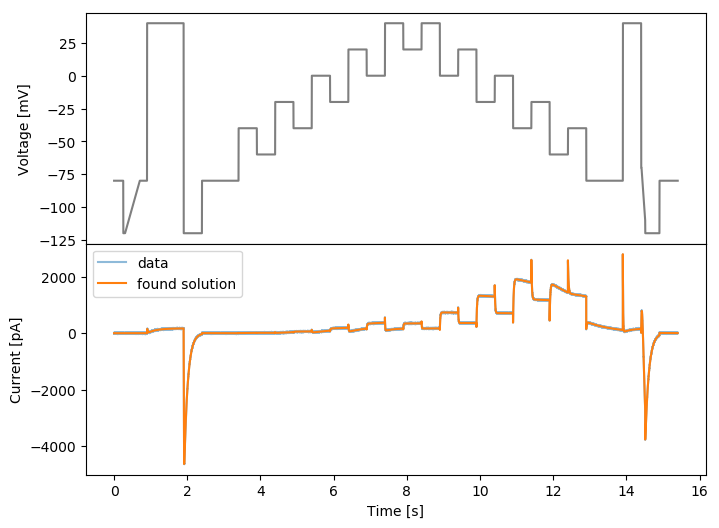 25
0
−25
−50
−75
−100
−125
Voltage [mV]
data
found solution
2000
0
−2000
−4000
Current [pA]
0 2 4 6 8 10 12 14 16
Time [s]